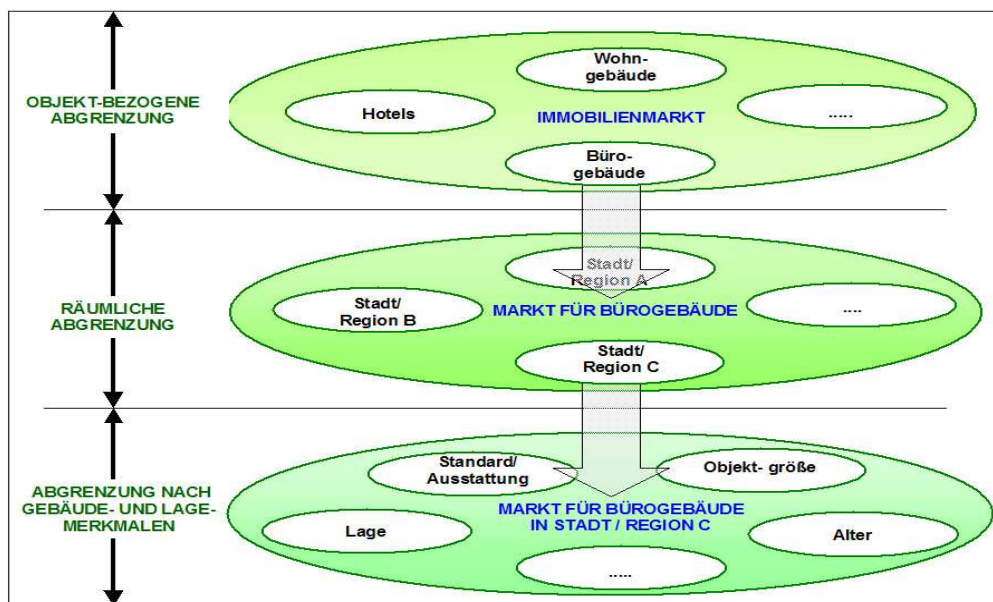 OBJEKT-BEZOGENE
ABGRENZUNG
Wohn-
gebäude
Hotels
IMMOBILIENMARKT
.....
Büro-
gebäude
RÄUMLICHE
ABGRENZUNG
Stadt/
Region A
Stadt/
Region B
MARKT FÜR BÜROGEBÄUDE
....
Stadt/
Region C
ABGRENZUNG NACH
GEBÄUDE- UND LAGE-
MERKMALEN
Standard/
Ausstattung
Objekt- größe
MARKT FÜR BÜROGEBÄUDE
IN STADT / REGION C
Lage
Alter
.....